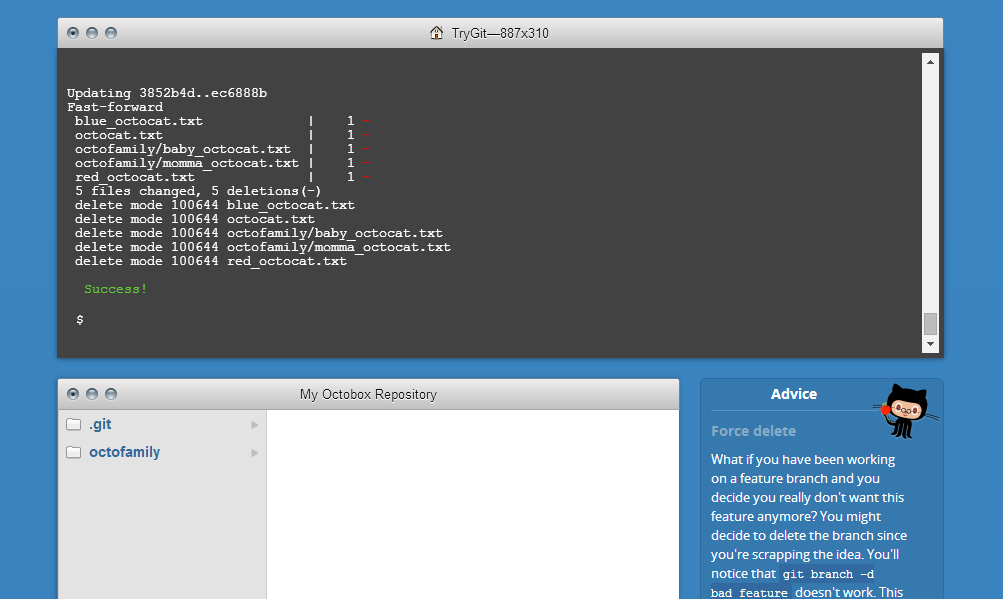 TryGit—887x310
Updating 3852b4d..ec6888b
Fast-forward
blue_octocat.txt | 1 -
octocat.txt | 1 -
octofamily/baby_octocat.txt | 1 -
octofamily/momma_octocat.txt | 1 -
red_octocat.txt | 1 -
5 files changed, 5 deletions(-)
delete mode 100644 blue_octocat.txt
delete mode 100644 octocat.txt
delete mode 100644 octofamily/baby_octocat.txt
delete mode 100644 octofamily/momma_octocat.txt
delete mode 100644 red_octocat.txt
Success!
$
My Octobox Repository
.git
octofamily
Advice
Force delete
What if you have been working
on a feature branch and you
decide you really don't want this
feature anymore? You might
decide to delete the branch since
you're scrapping the idea. You'll
notice that git branch -d
bad_feature doesn't work. This